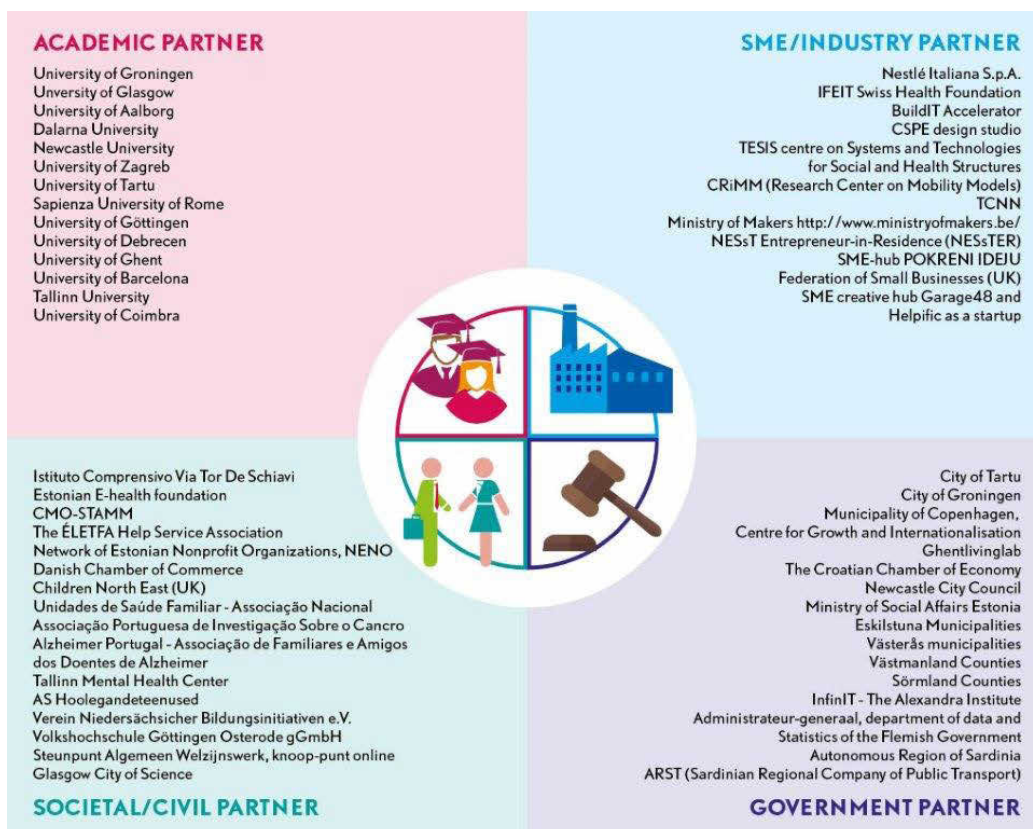 ACADEMIC PARTNER
University of Groningen
Unversity of Glasgow
University of Aalborg
Dalarna University
Newcastle University
University of Zagreb
University of Tartu
Sapienza University of Rome
University of Göttingen
University of Debrecen
University of Ghent
University of Barcelona
Tallinn University
University of Coimbra
SME/INDUSTRY PARTNER
Nestlé Italiana S.p.A.
IFEIT Swiss Health Foundation
BuildIT Accelerator
CSPE design studio
TESIS centre on Systems and Technologies
for Social and Health Structures
CRiMM (Research Center on Mobility Models)
TCNN
Ministry of Makers http://www.ministryofmakers.be/
NESsT Entrepreneur-in-Residence (NESsTER)
SME-hub POKRENI IDEJU
Federation of Small Businesses (UK)
SME creative hub Garage48 and
Helpific as a startup
Istituto Comprensivo Via Tor De Schiavi
Estonian E-health foundation
CMO-STAMM
The ÉLETFA Help Service Association
Network of Estonian Nonprofit Organizations, NENO
Danish Chamber of Commerce
Children North East (UK)
Unidades de Saúde Familiar - Associação Nacional
Associação Portuguesa de Investigação Sobre o Cancro
Alzheimer Portugal - Associação de Familiares e Amigos
dos Doentes de Alzheimer
Tallinn Mental Health Center
AS Hoolegandeteenused
Verein Niedersächsicher Bildungsinitiativen e.V.
Volkshochschule Göttingen Osterode gGmbH
Steunpunt Algemeen Welzijnswerk, knoop-punt online
Glasgow City of Science
SOCIETAL/CIVIL PARTNER
City of Tartu
City of Groningen
Municipality of Copenhagen,
Centre for Growth and Internationalisation
Ghentlivinglab
The Croatian Chamber of Economy
Newcastle City Council
Ministry of Social Affairs Estonia
Eskilstuna Municipalities
Västerås municipalities
Västmanland Counties
Sörmland Counties
InfinIT - The Alexandra Institute
Administrateur-generaal, department of data and
Statistics of the Flemish Government
Autonomous Region of Sardinia
ARST (Sardinian Regional Company of Public Transport)
GOVERNMENT PARTNER